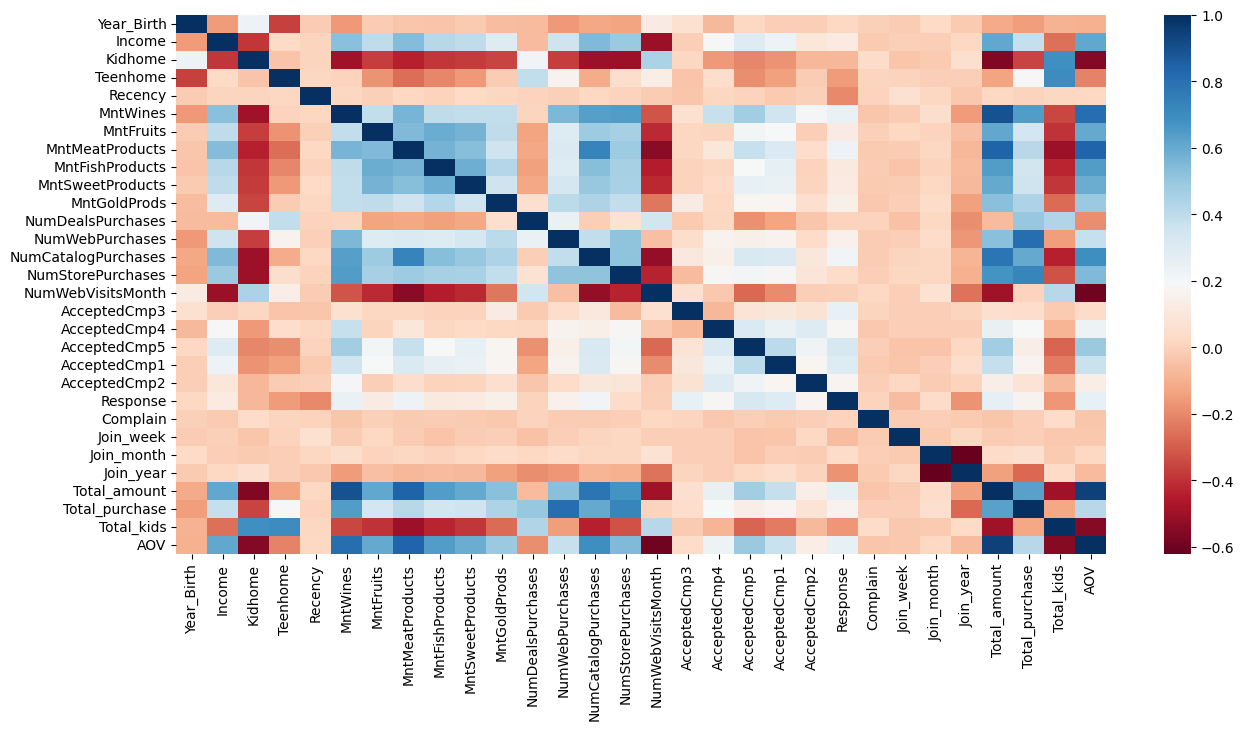 Year_Birth
Income
Kidhome
Teenhome
Recency
MntWines
MntFruits
MntMeatProducts
MntFishProducts
MntSweetProducts
MntGoldProds
NumDealsPurchases
NumWebPurchases
NumCatalogPurchases
NumStorePurchases
NumWebVisitsMonth
AcceptedCmp3
AcceptedCmp4
AcceptedCmp5
AcceptedCmp1
AcceptedCmp2
Response
Complain
Join_week
Join_month
Join_year
Total_amount
Total_purchase
Total_kids
AOV
Year_Birth
Income
Kidhome
Teenhome
Recency
MntWines
MntFruits
MntMeatProducts
MntFishProducts
MntSweetProducts
MntGoldProds
NumDealsPurchases
NumWebPurchases
NumCatalogPurchases
NumStorePurchases
NumWebVisitsMonth
AcceptedCmp3
AcceptedCmp4
AcceptedCmp5
AcceptedCmp1
AcceptedCmp2
Response
Complain
Join_week
Join_month
Join_year
Total_amount
Total_purchase
Total_kids
AOV
1.0
0.8
0.6
0.4
0.2
0.0
−0.2
−0.4
−0.6